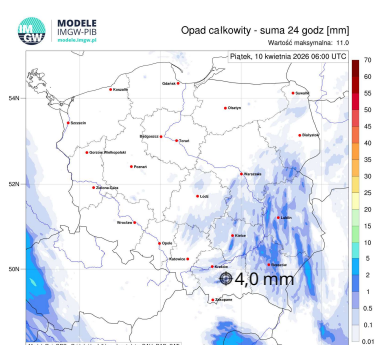 IM
GW
MODELE
IMGW-PIB
modele.imgw.pl
Opad całkowity - suma 24 godz [mm]
Wartość maksymalna: 11.0
Piątek, 10 kwietnia 2026 06:00 UTC
54N
52N
50N
Gdańsk
Koszalin
Suwałki
Olsztyn
Szczecin
Bydgoszcz
Toruń
Białystok
Gorzów Wielkopolski
Poznań
Warszawa
Zielona Góra
Łódź
Wrocław
Lublin
Kielce
Opole
Katowice
Kraków
Rzeszów
4,0 mm
Zakopane
70
65
60
55
50
45
40
35
30
25
20
15
10
5
2
1
0.5
0.1
0.01